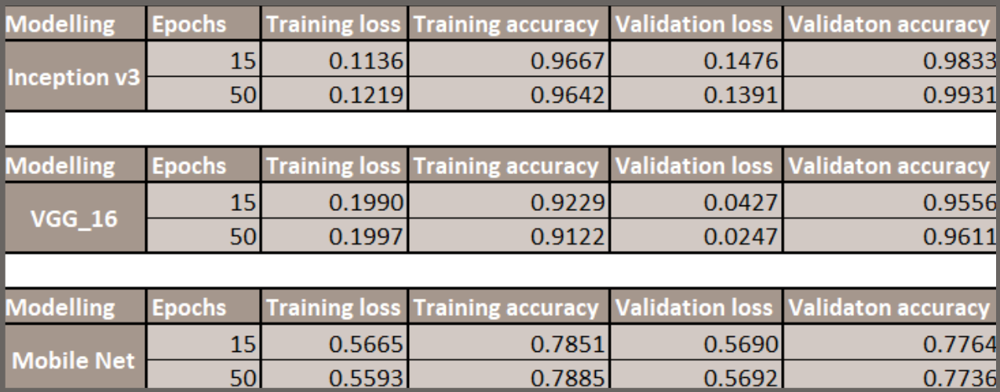 Modelling Epochs Training loss Training accuracy Validation loss Validaton accuracy
Inception v3 15 0.1136 0.9667 0.1476 0.9833
50 0.1219 0.9642 0.1391 0.9931
Modelling Epochs Training loss Training accuracy Validation loss Validaton accuracy
VGG_16 15 0.1990 0.9229 0.0427 0.9556
50 0.1997 0.9122 0.0247 0.9611
Modelling Epochs Training loss Training accuracy Validation loss Validaton accuracy
Mobile Net 15 0.5665 0.7851 0.5690 0.7764
50 0.5593 0.7885 0.5692 0.7736